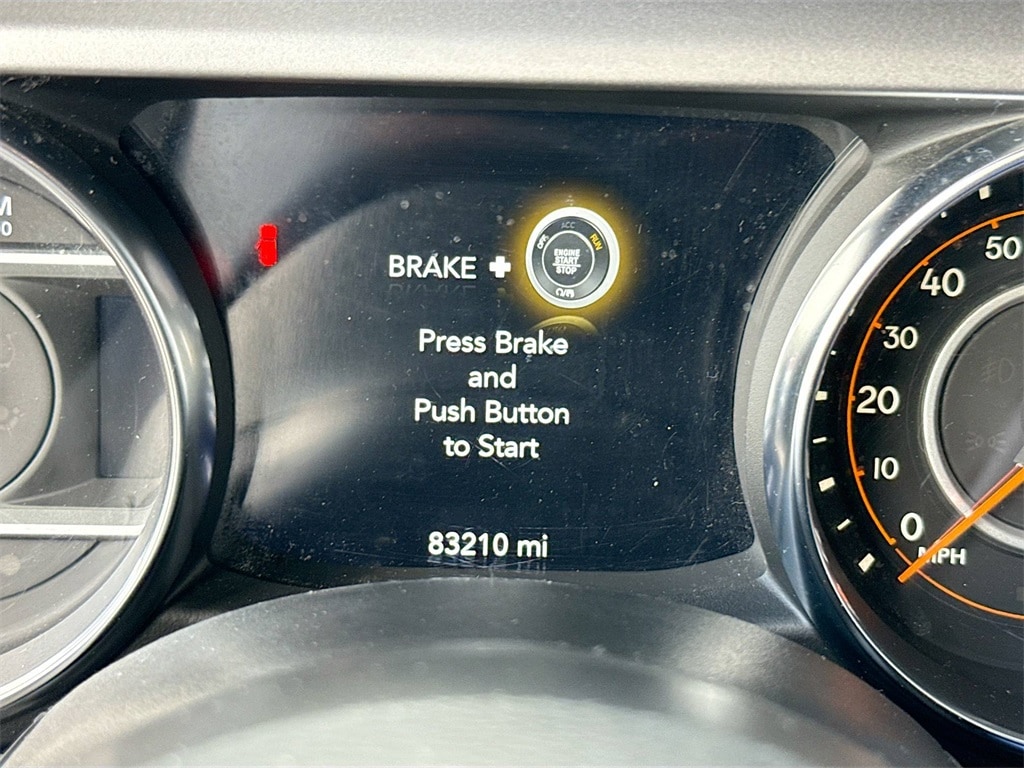 BRAKE +
OFF ACC RUN
ENGINE
START
STOP
Press Brake
and
Push Button
to Start
83210 mi
50
40
30
20
10
0
MPH